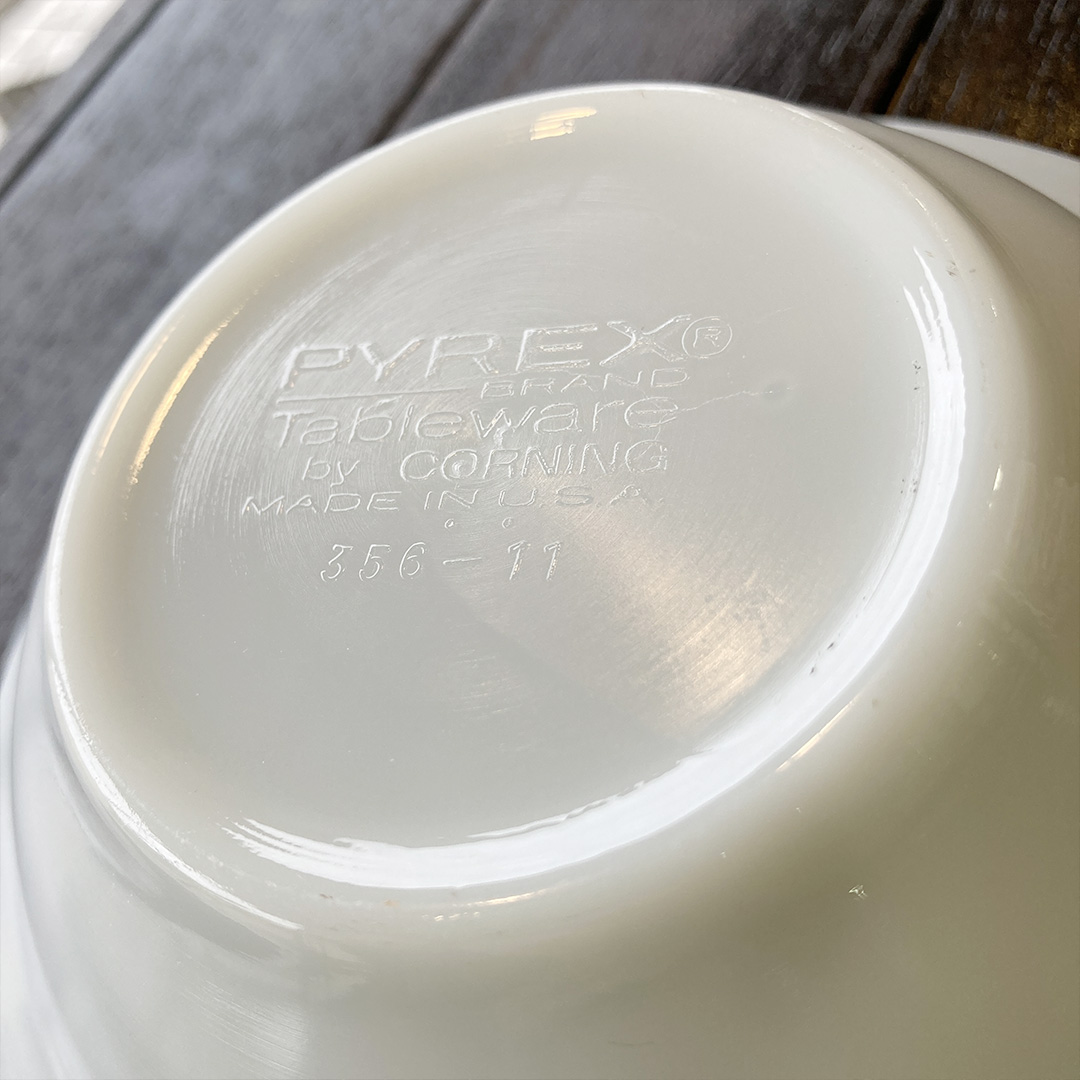 PYREX®
BRAND
Tableware
by CORNING
MADE IN U.S.A.
356-11